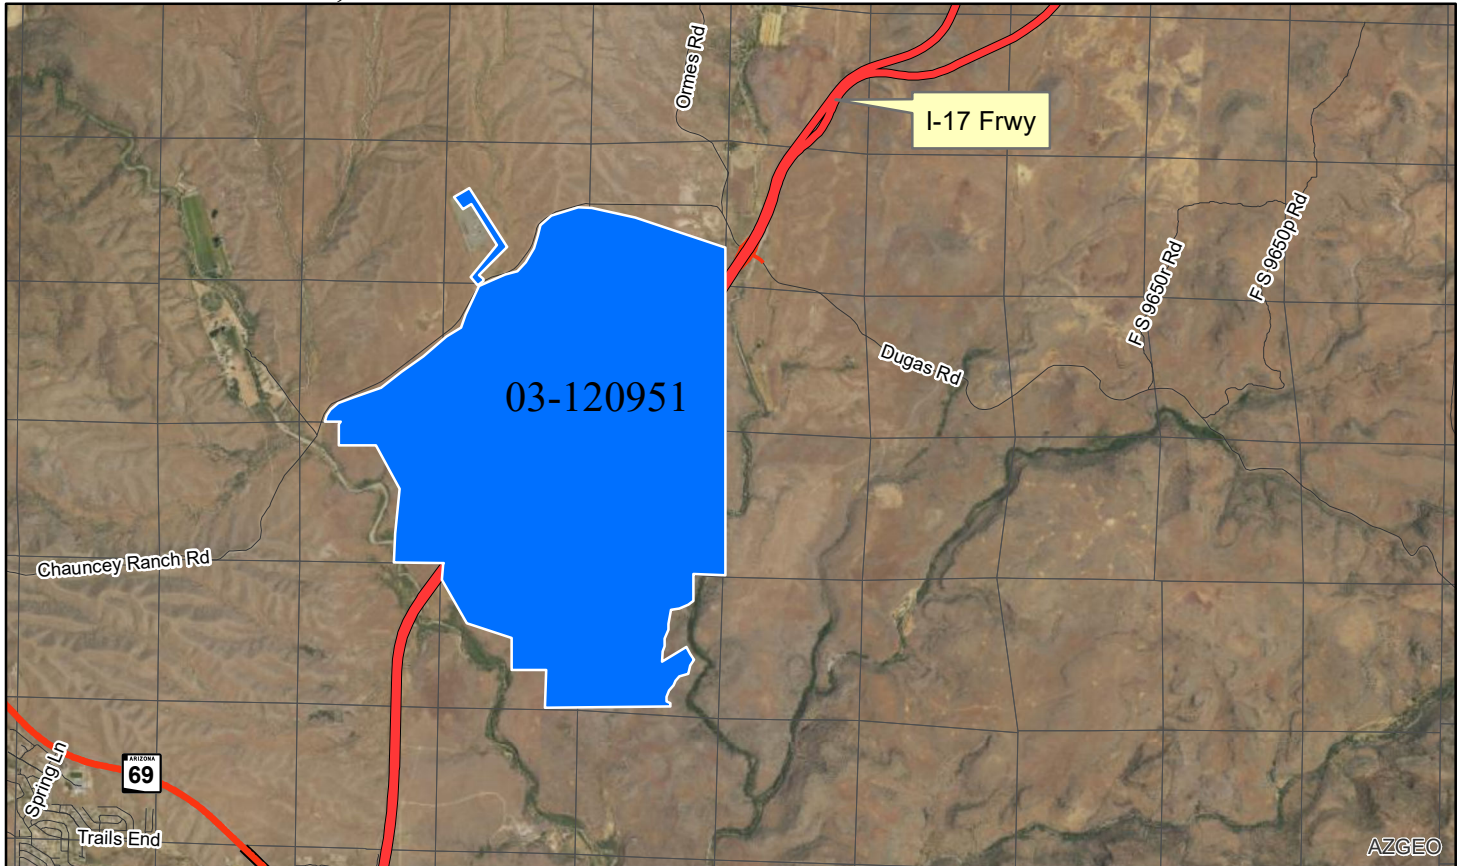 Ormes Rd
I-17 Frwy
F S 9650r Rd
F S 9650p Rd
Dugas Rd
03-120951
Chauncey Ranch Rd
Spring Ln
ARIZONA
69
Trails End
AZGEO